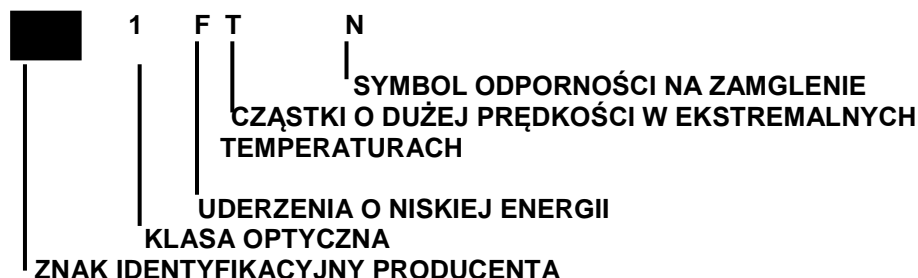 1 F T N
SYMBOL ODPORNOŚCI NA ZAMGLENIE
CZĄSTKI O DUŻEJ PRĘDKOŚCI W EKSTREMALNYCH
TEMPERATURACH
UDERZENIA O NISKIEJ ENERGII
KLASA OPTYCZNA
ZNAK IDENTYFIKACYJNY PRODUCENTA